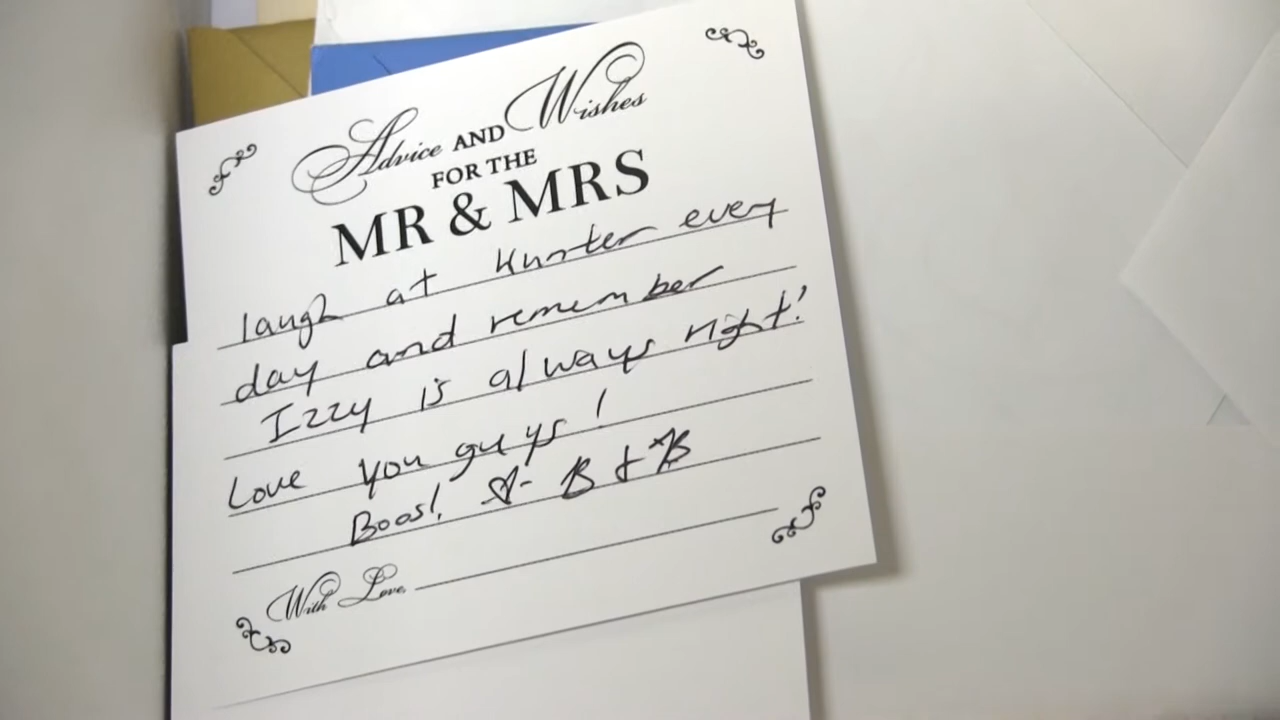 Advice AND Wishes
FOR THE
MR & MRS
laugh at Hunter every
day and remember
Izzy is always right!
Love you guys!
Boos! - B & B
With Love,